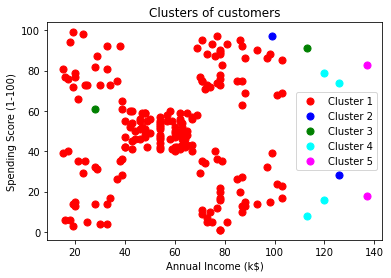 Clusters of customers
Spending Score (1-100)
100
80
60
40
20
0
Cluster 1
Cluster 2
Cluster 3
Cluster 4
Cluster 5
20
40
60
80
100
120
140
Annual Income (k$)